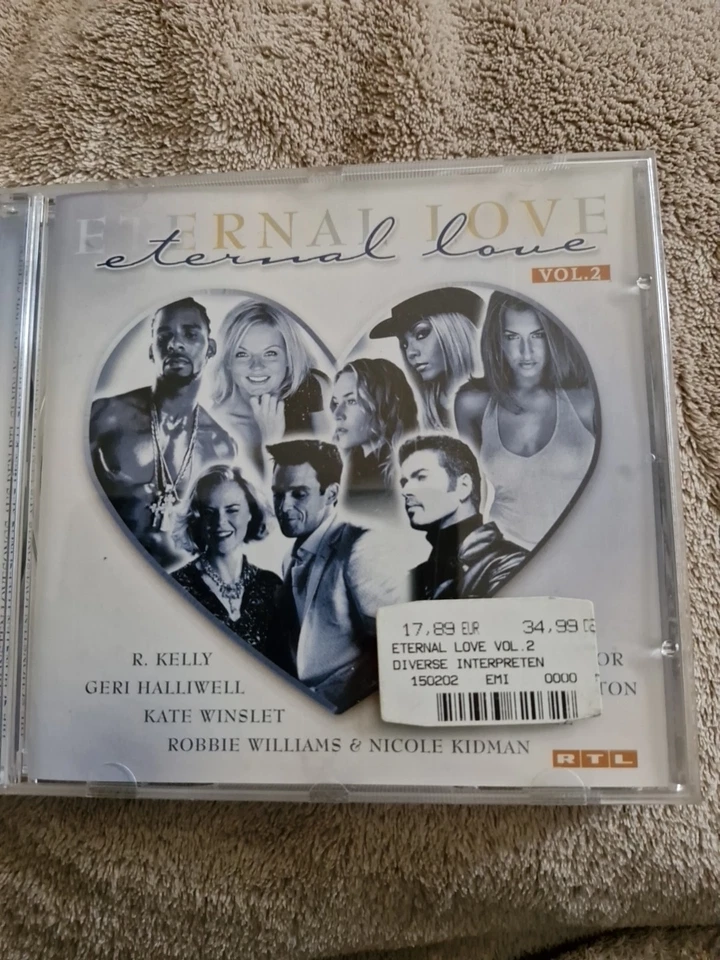 ETERNAL LOVE
eternal love
VOL.2
17,89 EUR 34,99
ETERNAL LOVE VOL.2
DIVERSE INTERPRETEN
150202 EMI 0000
R. KELLY
OR
GERI HALLIWELL
TON
KATE WINSLET
ROBBIE WILLIAMS & NICOLE KIDMAN
RTL